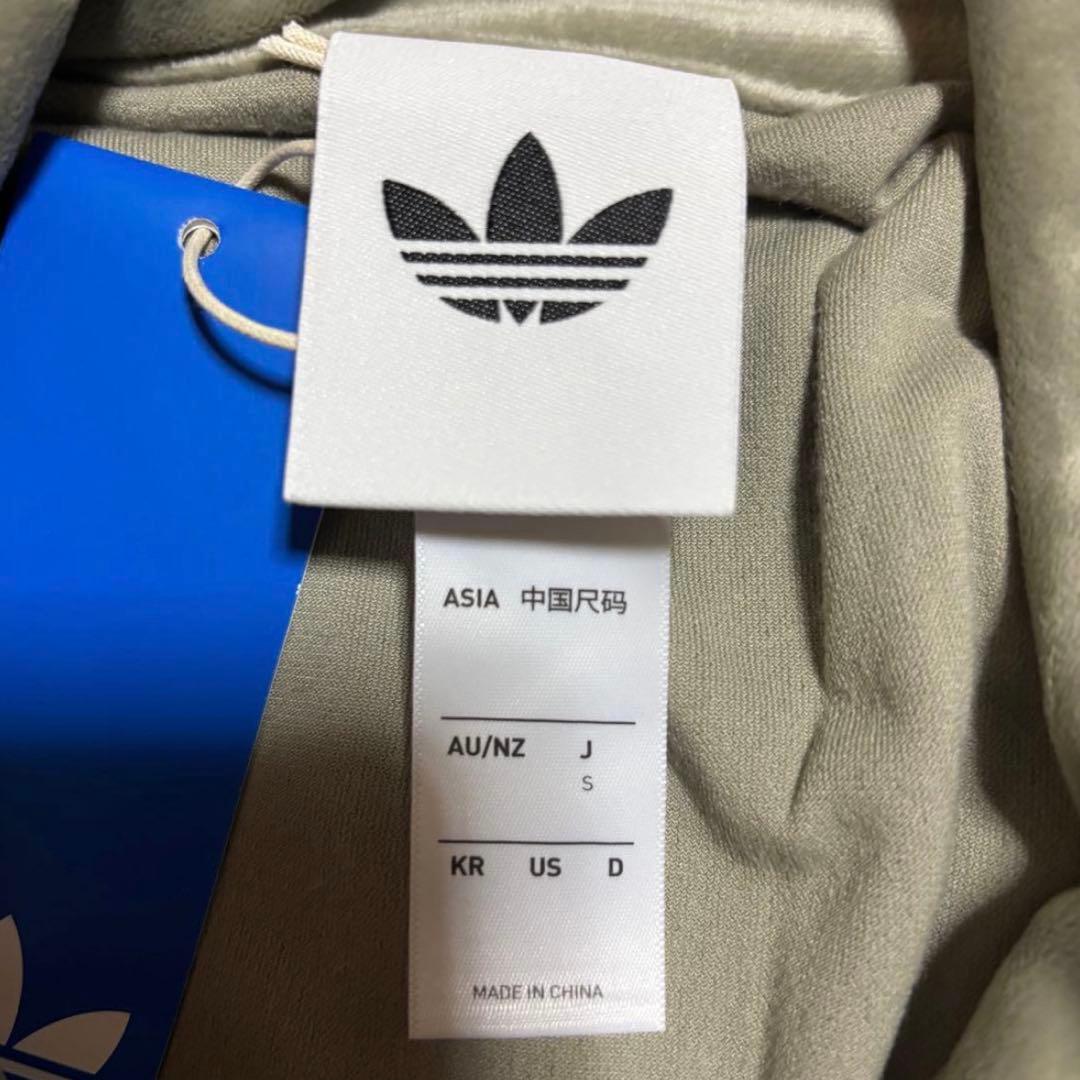 ASIA 中国尺码
AU/NZ J
S
KR US D
MADE IN CHINA